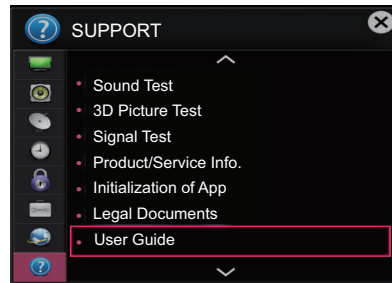 SUPPORT
Sound Test
3D Picture Test
Signal Test
Product/Service Info.
Initialization of App
Legal Documents
User Guide